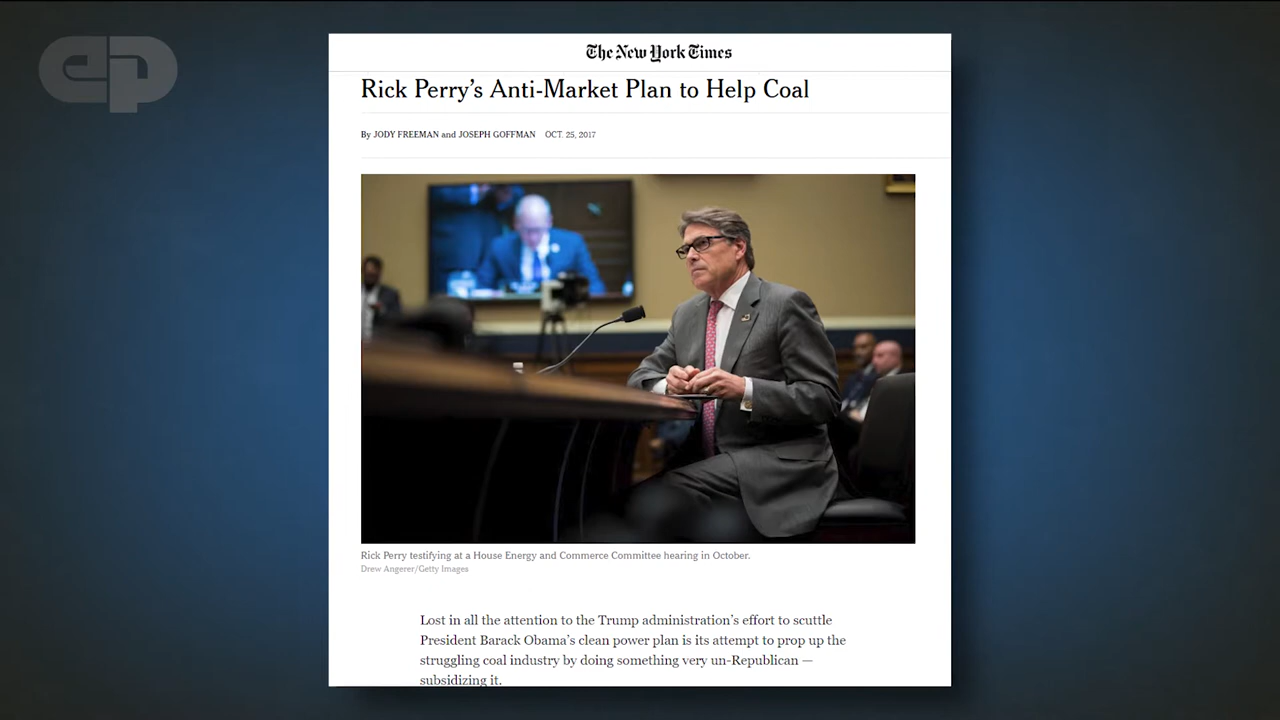 ep
The New York Times
Rick Perry's Anti-Market Plan to Help Coal
By JODY FREEMAN and JOSEPH GOFFMAN OCT. 25, 2017
Rick Perry testifying at a House Energy and Commerce Committee hearing in October.
Drew Angerer/Getty Images
Lost in all the attention to the Trump administration's effort to scuttle
President Barack Obama's clean power plan is its attempt to prop up the
struggling coal industry by doing something very un-Republican —
subsidizing it.